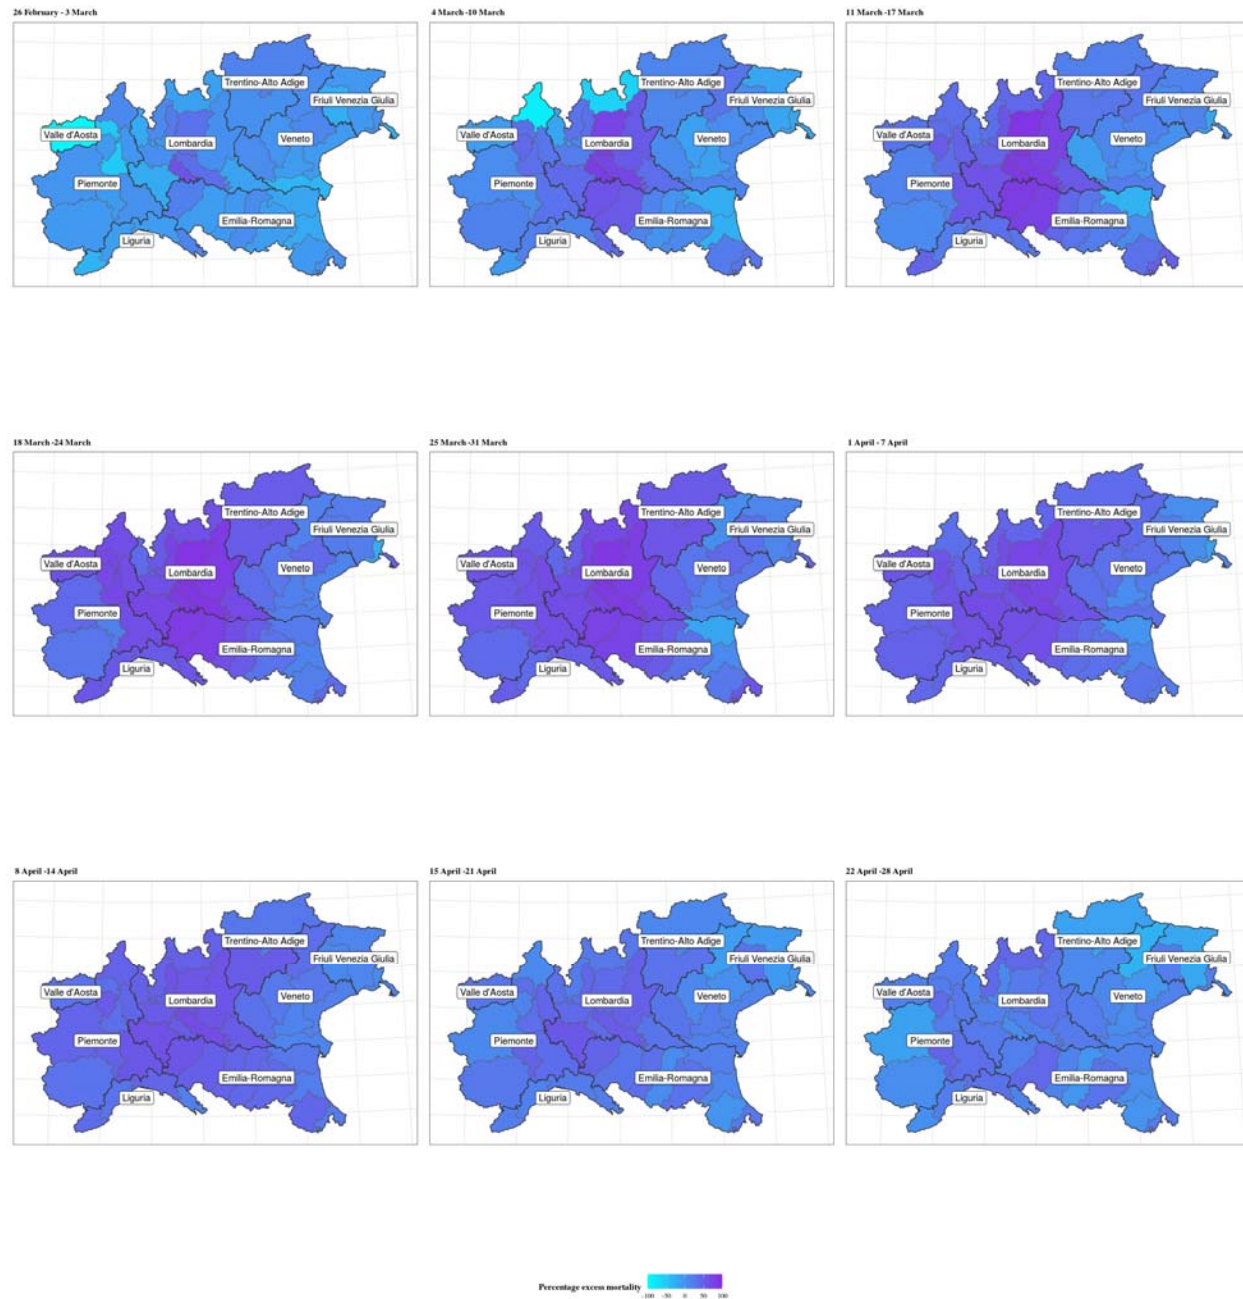 26 February - 3 March
4 March -10 March
11 March -17 March
Trentino-Alto Adige
Friuli Venezia Giulia
Valle d'Aosta
Lombardia
Veneto
Piemonte
Emilia-Romagna
Liguria
Trentino-Alto Adige
Friuli Venezia Giulia
Valle d'Aosta
Lombardia
Veneto
Piemonte
Emilia-Romagna
Liguria
Trentino-Alto Adige
Friuli Venezia Giulia
Valle d'Aosta
Lombardia
Veneto
Piemonte
Emilia-Romagna
Liguria
18 March -24 March
25 March -31 March
1 April - 7 April
Trentino-Alto Adige
Friuli Venezia Giulia
Valle d'Aosta
Lombardia
Veneto
Piemonte
Emilia-Romagna
Liguria
Trentino-Alto Adige
Friuli Venezia Giulia
Valle d'Aosta
Lombardia
Veneto
Piemonte
Emilia-Romagna
Liguria
Trentino-Alto Adige
Friuli Venezia Giulia
Valle d'Aosta
Lombardia
Veneto
Piemonte
Emilia-Romagna
Liguria
8 April -14 April
15 April -21 April
22 April -28 April
Trentino-Alto Adige
Friuli Venezia Giulia
Valle d'Aosta
Lombardia
Veneto
Piemonte
Emilia-Romagna
Liguria
Trentino-Alto Adige
Friuli Venezia Giulia
Valle d'Aosta
Lombardia
Veneto
Piemonte
Emilia-Romagna
Liguria
Trentino-Alto Adige
Friuli Venezia Giulia
Valle d'Aosta
Lombardia
Veneto
Piemonte
Emilia-Romagna
Liguria
Percentage excess mortality
-100 -50 0 50 100